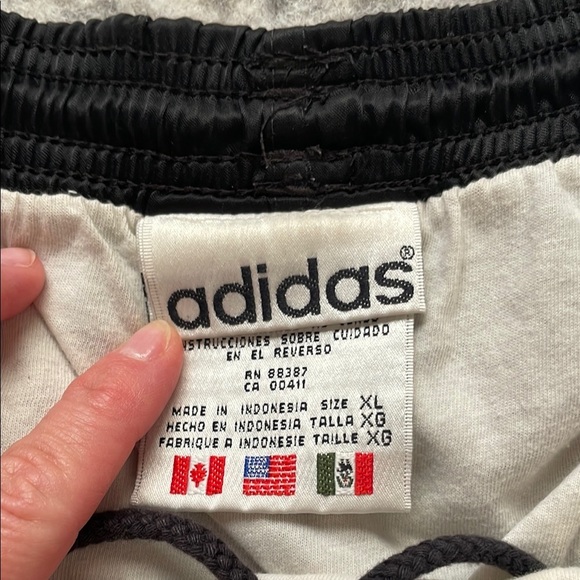 adidas®
INSTRUCCIONES SOBRE CUIDADO
EN EL REVERSO
RN 88387
CA 00411
MADE IN INDONESIA SIZE XL
HECHO EN INDONESIA TALLA XG
FABRIQUE A INDONESIE TAILLE XG